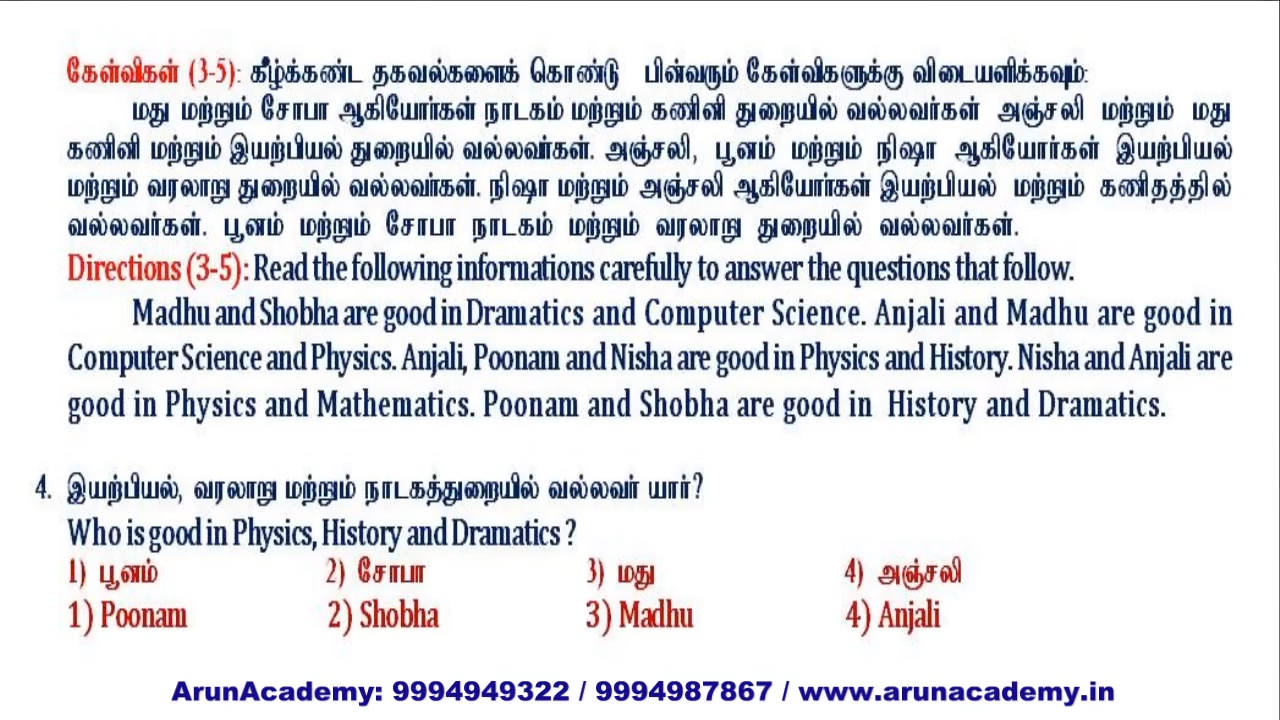 கேள்விகள் (3-5): கீழ்க்கண்ட தகவல்களைக் கொண்டு பின்வரும் கேள்விகளுக்கு விடையளிக்கவும்:
மது மற்றும் சோபா ஆகியோர்கள் நாடகம் மற்றும் கணினி துறையில் வல்லவர்கள் அஞ்சலி மற்றும் மது
கணினி மற்றும் இயற்பியல் துறையில் வல்லவர்கள். அஞ்சலி, பூனம் மற்றும் நிஷா ஆகியோர்கள் இயற்பியல்
மற்றும் வரலாறு துறையில் வல்லவர்கள். நிஷா மற்றும் அஞ்சலி ஆகியோர்கள் இயற்பியல் மற்றும் கணிதத்தில்
வல்லவர்கள். பூனம் மற்றும் சோபா நாடகம் மற்றும் வரலாறு துறையில் வல்லவர்கள்.
Directions (3-5): Read the following informations carefully to answer the questions that follow.
Madhu and Shobha are good in Dramatics and Computer Science. Anjali and Madhu are good in
Computer Science and Physics. Anjali, Poonam and Nisha are good in Physics and History. Nisha and Anjali are
good in Physics and Mathematics. Poonam and Shobha are good in History and Dramatics.
4. இயற்பியல், வரலாறு மற்றும் நாடகத்துறையில் வல்லவர் யார்?
Who is good in Physics, History and Dramatics ?
1) பூனம் 2) சோபா 3) மது 4) அஞ்சலி
1) Poonam 2) Shobha 3) Madhu 4) Anjali
ArunAcademy: 9994949322 / 9994987867 / www.arunacademy.in